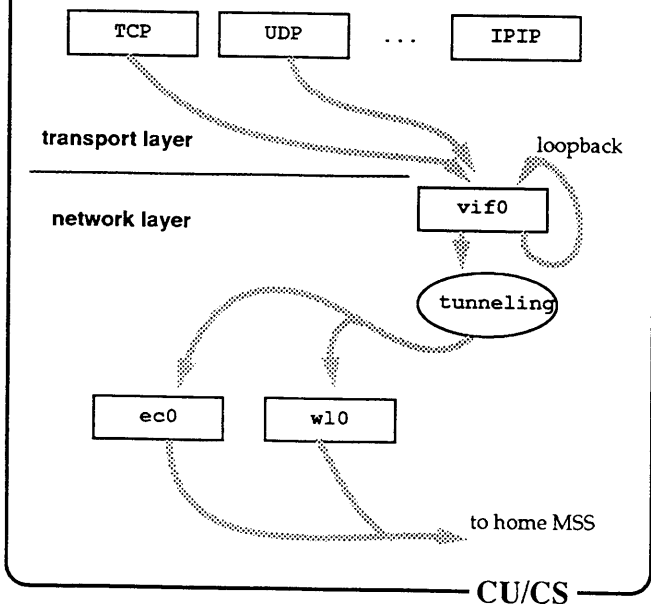 TCP
UDP
...
IPIP
transport layer
loopback
vif0
network layer
tunneling
ec0
wl0
to home MSS
CU/CS